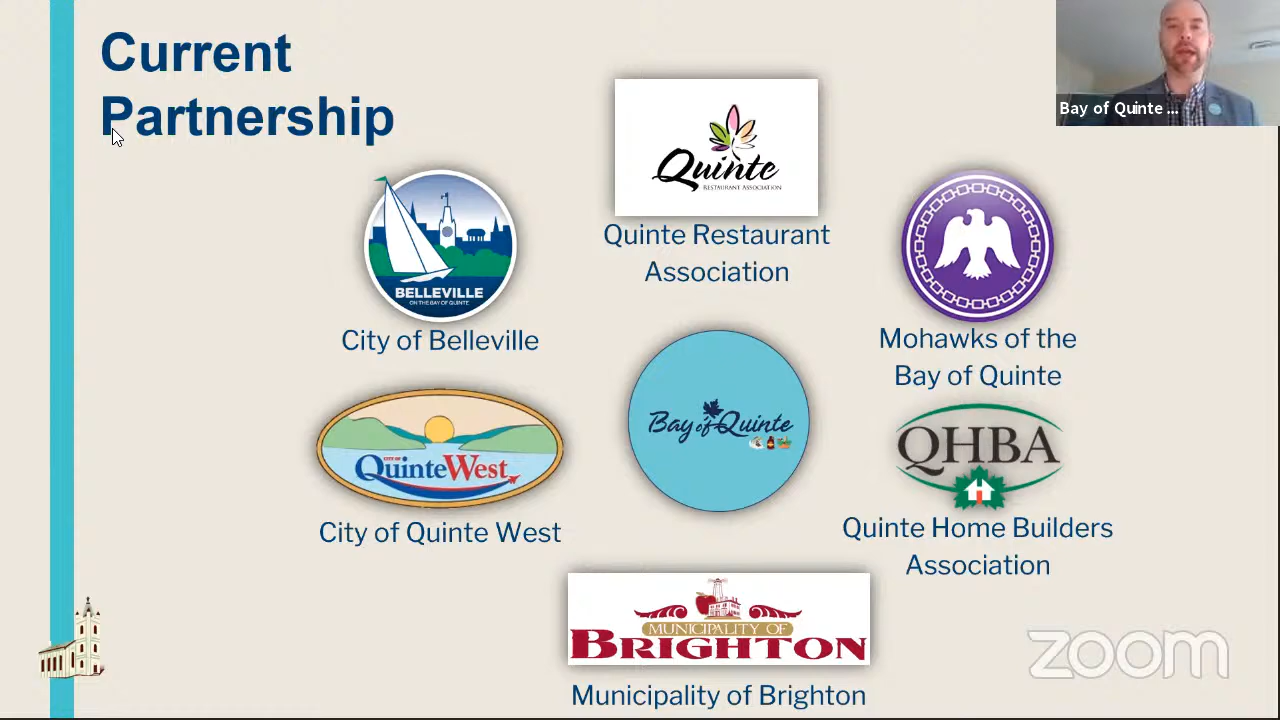 Current
Partnership
Bay of Quinte ...
Quinte
RESTAURANT ASSOCIATION
Quinte Restaurant
Association
BELLEVILLE
ON THE BAY OF QUINTE
City of Belleville
Mohawks of the
Bay of Quinte
Bay of Quinte
CITY OF
QuinteWest
City of Quinte West
QHBA
Quinte Home Builders
Association
MUNICIPALITY OF
BRIGHTON
Municipality of Brighton
zoom